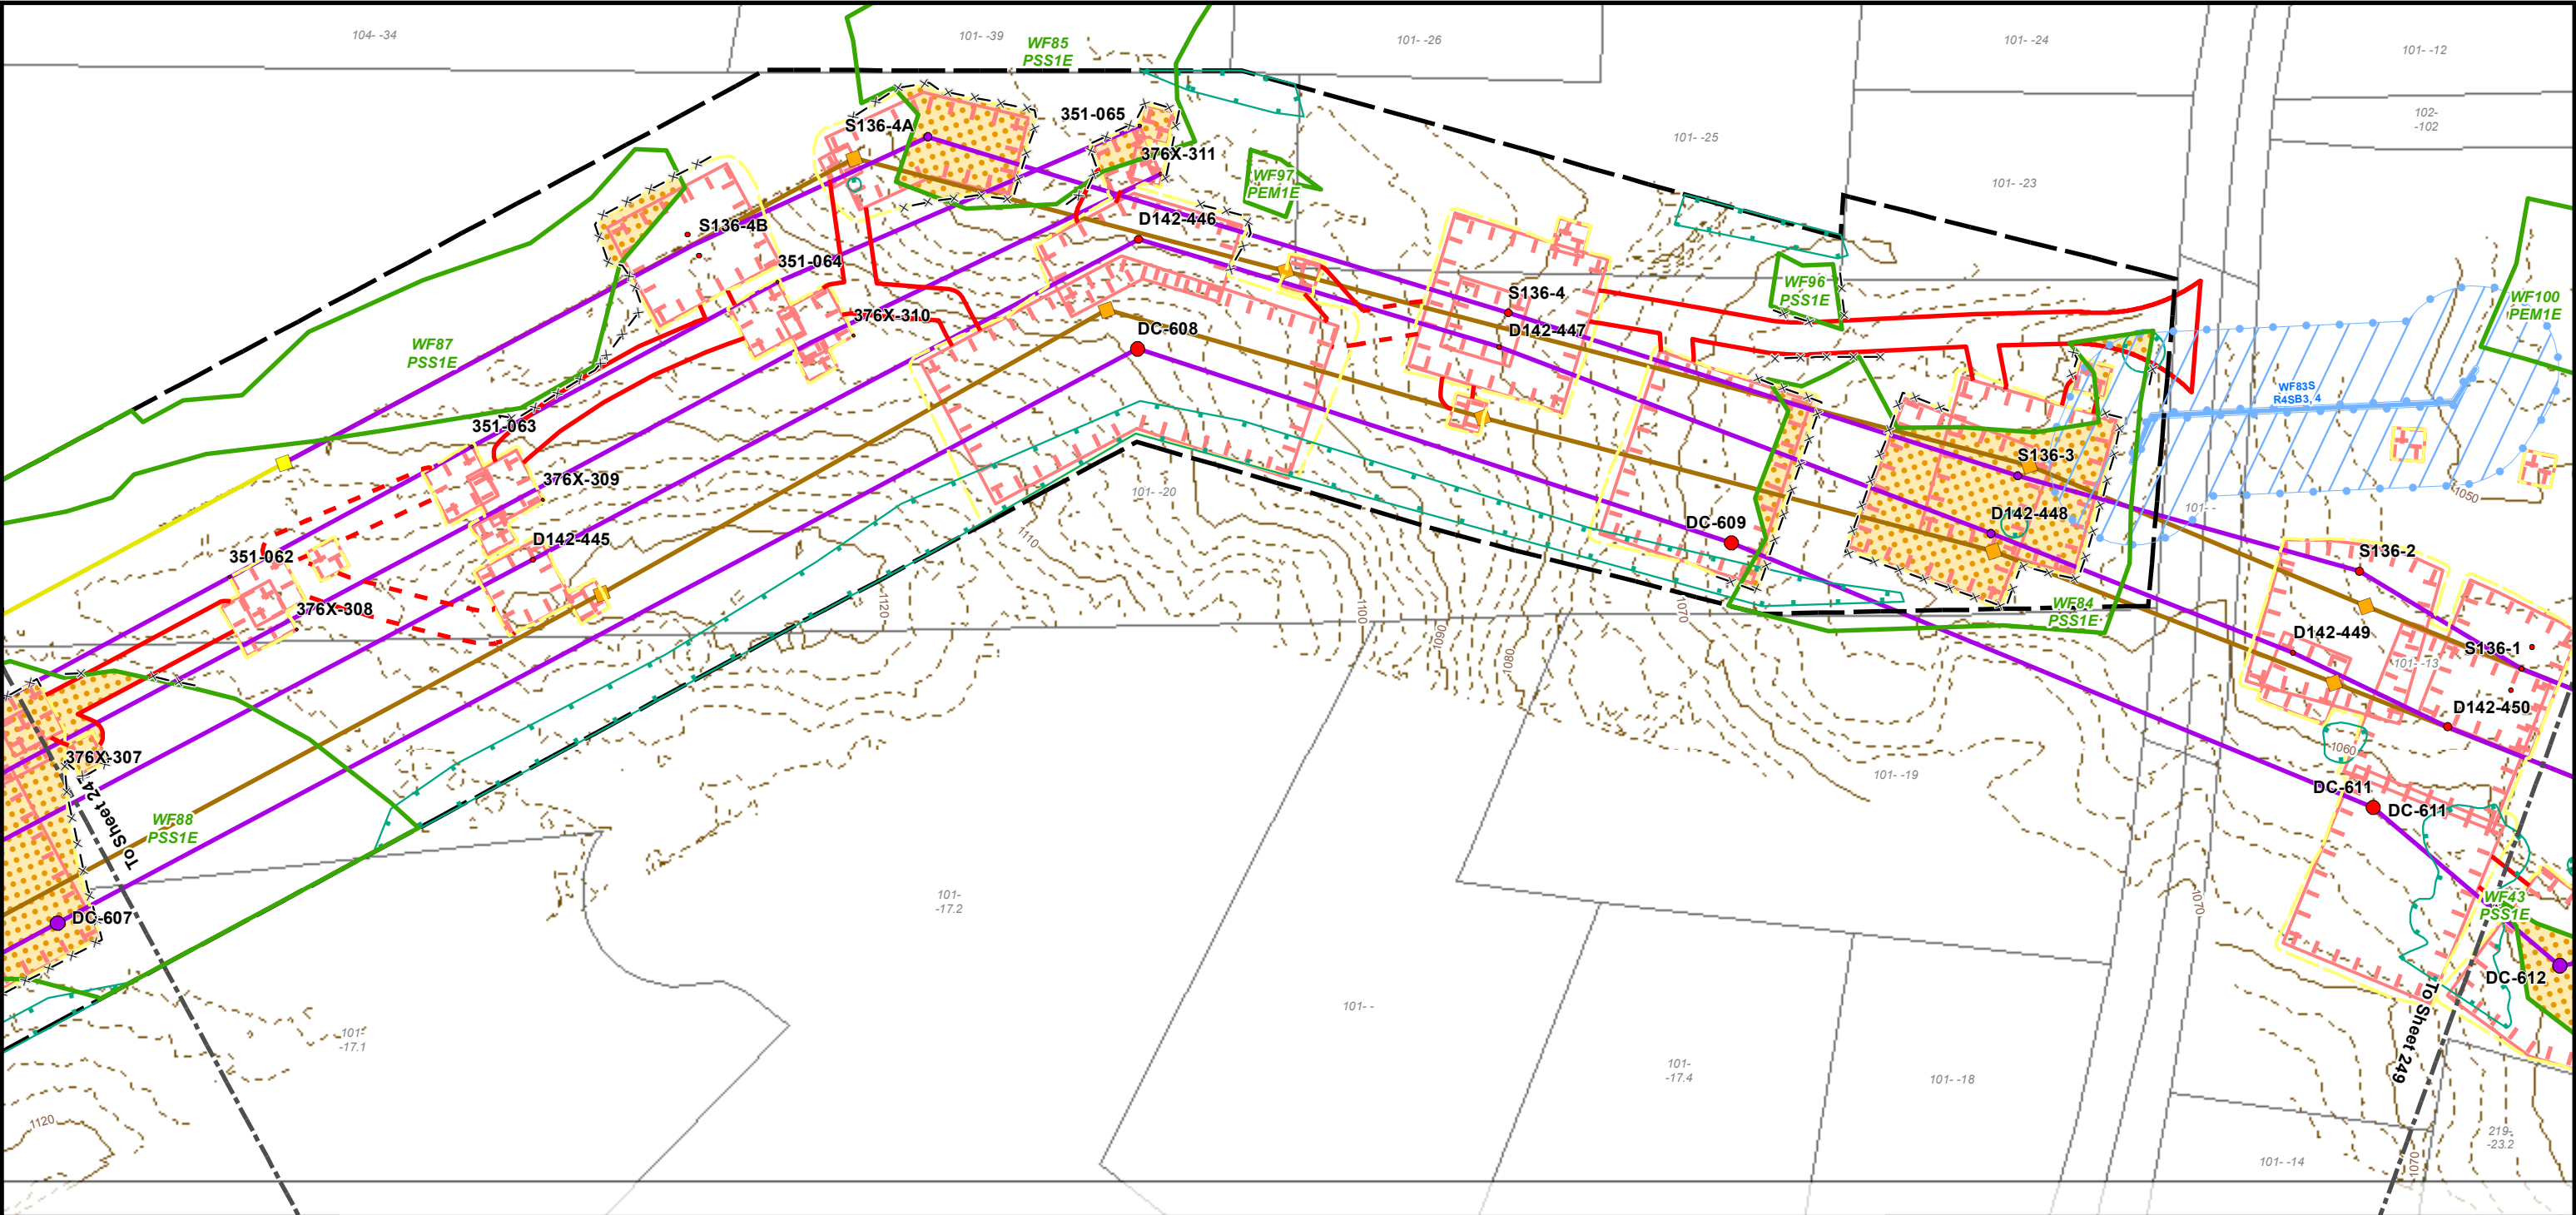 104- -34
101- -39
WF85
PSS1E
101- -26
101- -24
101- -12
102-
-102
S136-4A
351-065
376X-311
101- -25
WF97
PEM1E
101- -23
S136-4B
D142-446
351-064
376X-310
S136-4
D142-447
WF96
PSS1E
WF100
PEM1E
DC-608
WF87
PSS1E
WF83S
R4SB3, 4
351-063
376X-309
101- -20
S136-3
1050
101- -
D142-448
DC-609
1110
D142-445
351-062
376X-308
1120
1100
1090
1080
1070
WF84
PSS1E
S136-2
D142-449
S136-1
101- -13
D142-450
1060
376X-307
To Sheet 247
WF88
PSS1E
101- -19
DC-611
DC-611
DC-607
101-
-17.2
1070
WF43
PSS1E
DC-612
101- -
101-
-17.1
To Sheet 249
101-
-17.4
101- -18
1120
101- -14
1070
219-
-23.2